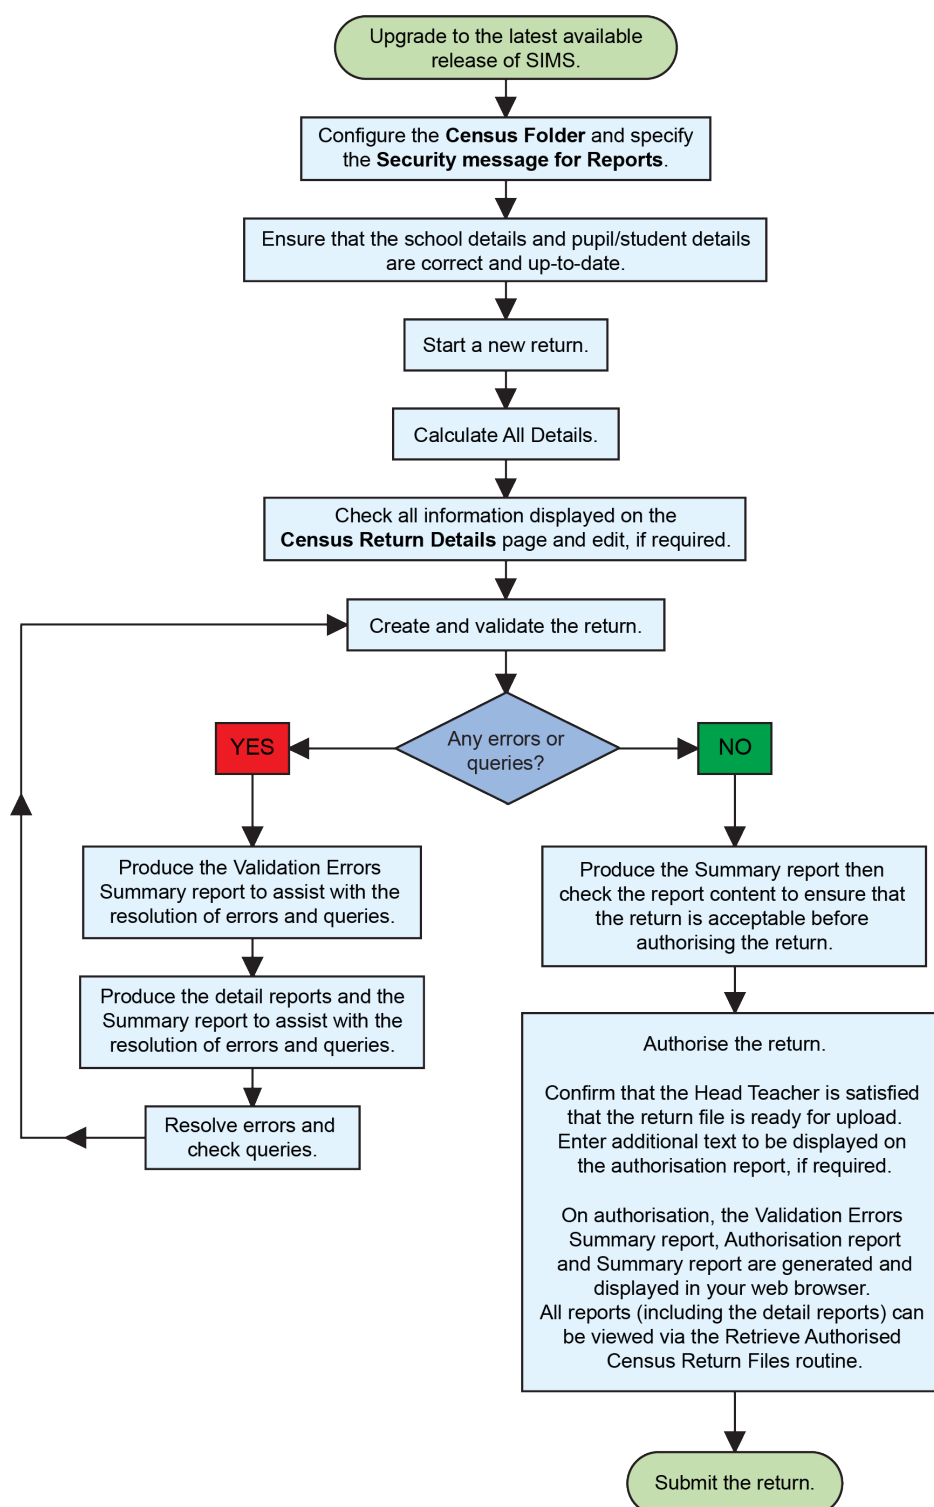 Upgrade to the latest available
release of SIMS.
Configure the Census Folder and specify
the Security message for Reports.
Ensure that the school details and pupil/student details
are correct and up-to-date.
Start a new return.
Calculate All Details.
Check all information displayed on the
Census Return Details page and edit, if required.
Create and validate the return.
Any errors or
queries?
YES
NO
Produce the Validation Errors
Summary report to assist with the
resolution of errors and queries.
Produce the detail reports and the
Summary report to assist with the
resolution of errors and queries.
Resolve errors and
check queries.
Produce the Summary report then
check the report content to ensure that
the return is acceptable before
authorising the return.
Authorise the return.
Confirm that the Head Teacher is satisfied
that the return file is ready for upload.
Enter additional text to be displayed on
the authorisation report, if required.
On authorisation, the Validation Errors
Summary report, Authorisation report
and Summary report are generated and
displayed in your web browser.
All reports (including the detail reports) can
be viewed via the Retrieve Authorised
Census Return Files routine.
Submit the return.